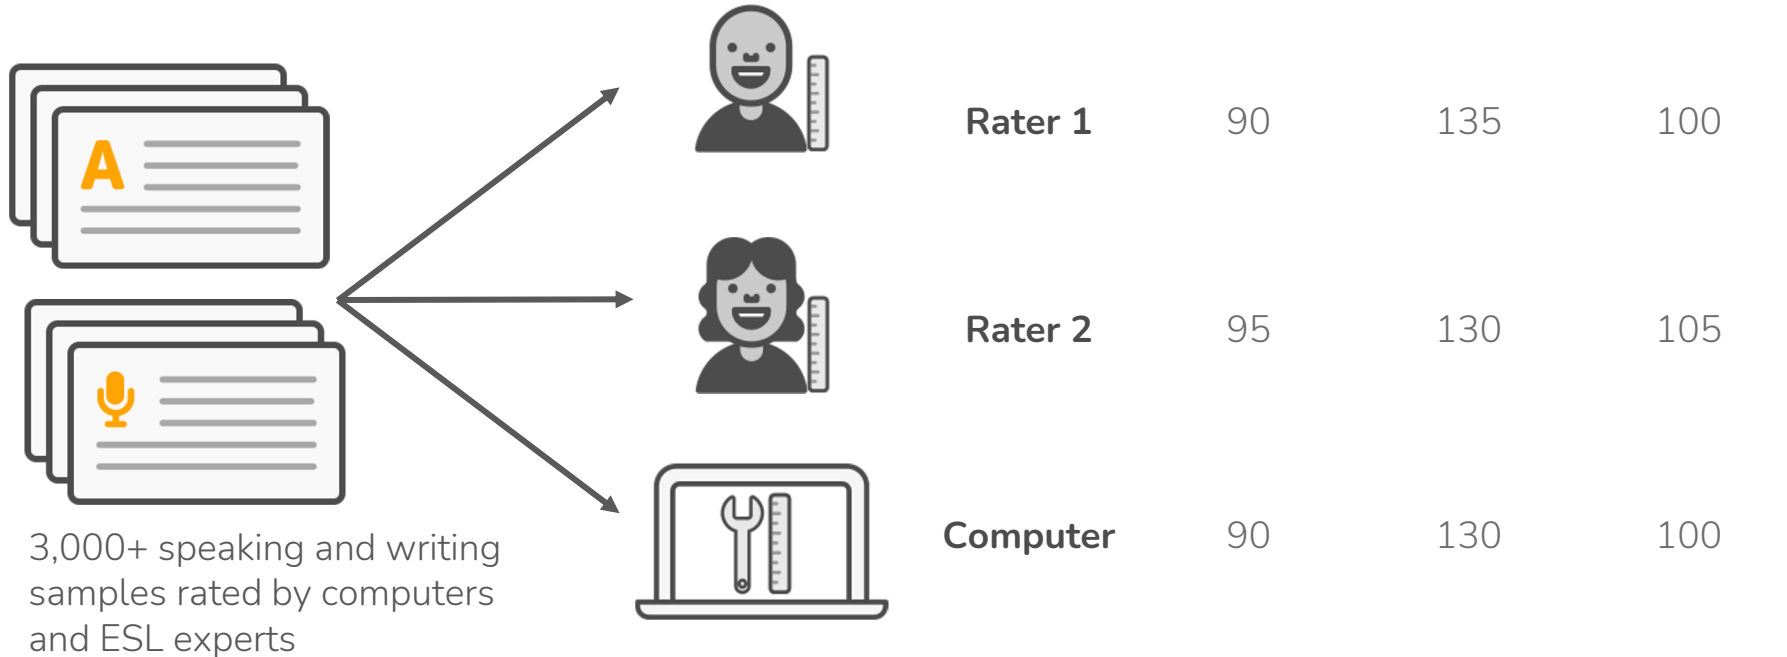 A
Rater 1 90 135 100
Rater 2 95 130 105
Computer 90 130 100
3,000+ speaking and writing
samples rated by computers
and ESL experts